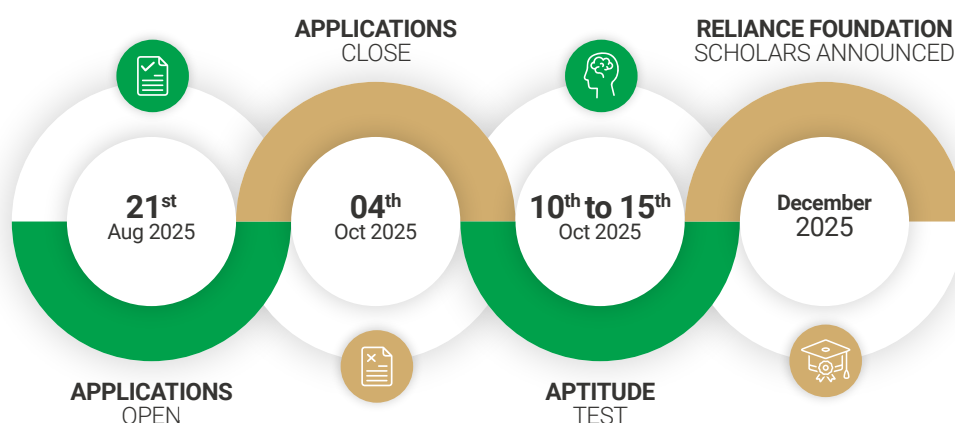 APPLICATIONS
CLOSE
RELIANCE FOUNDATION
SCHOLARS ANNOUNCED
21st
Aug 2025
04th
Oct 2025
10th to 15th
Oct 2025
December
2025
APPLICATIONS
OPEN
APTITUDE
TEST